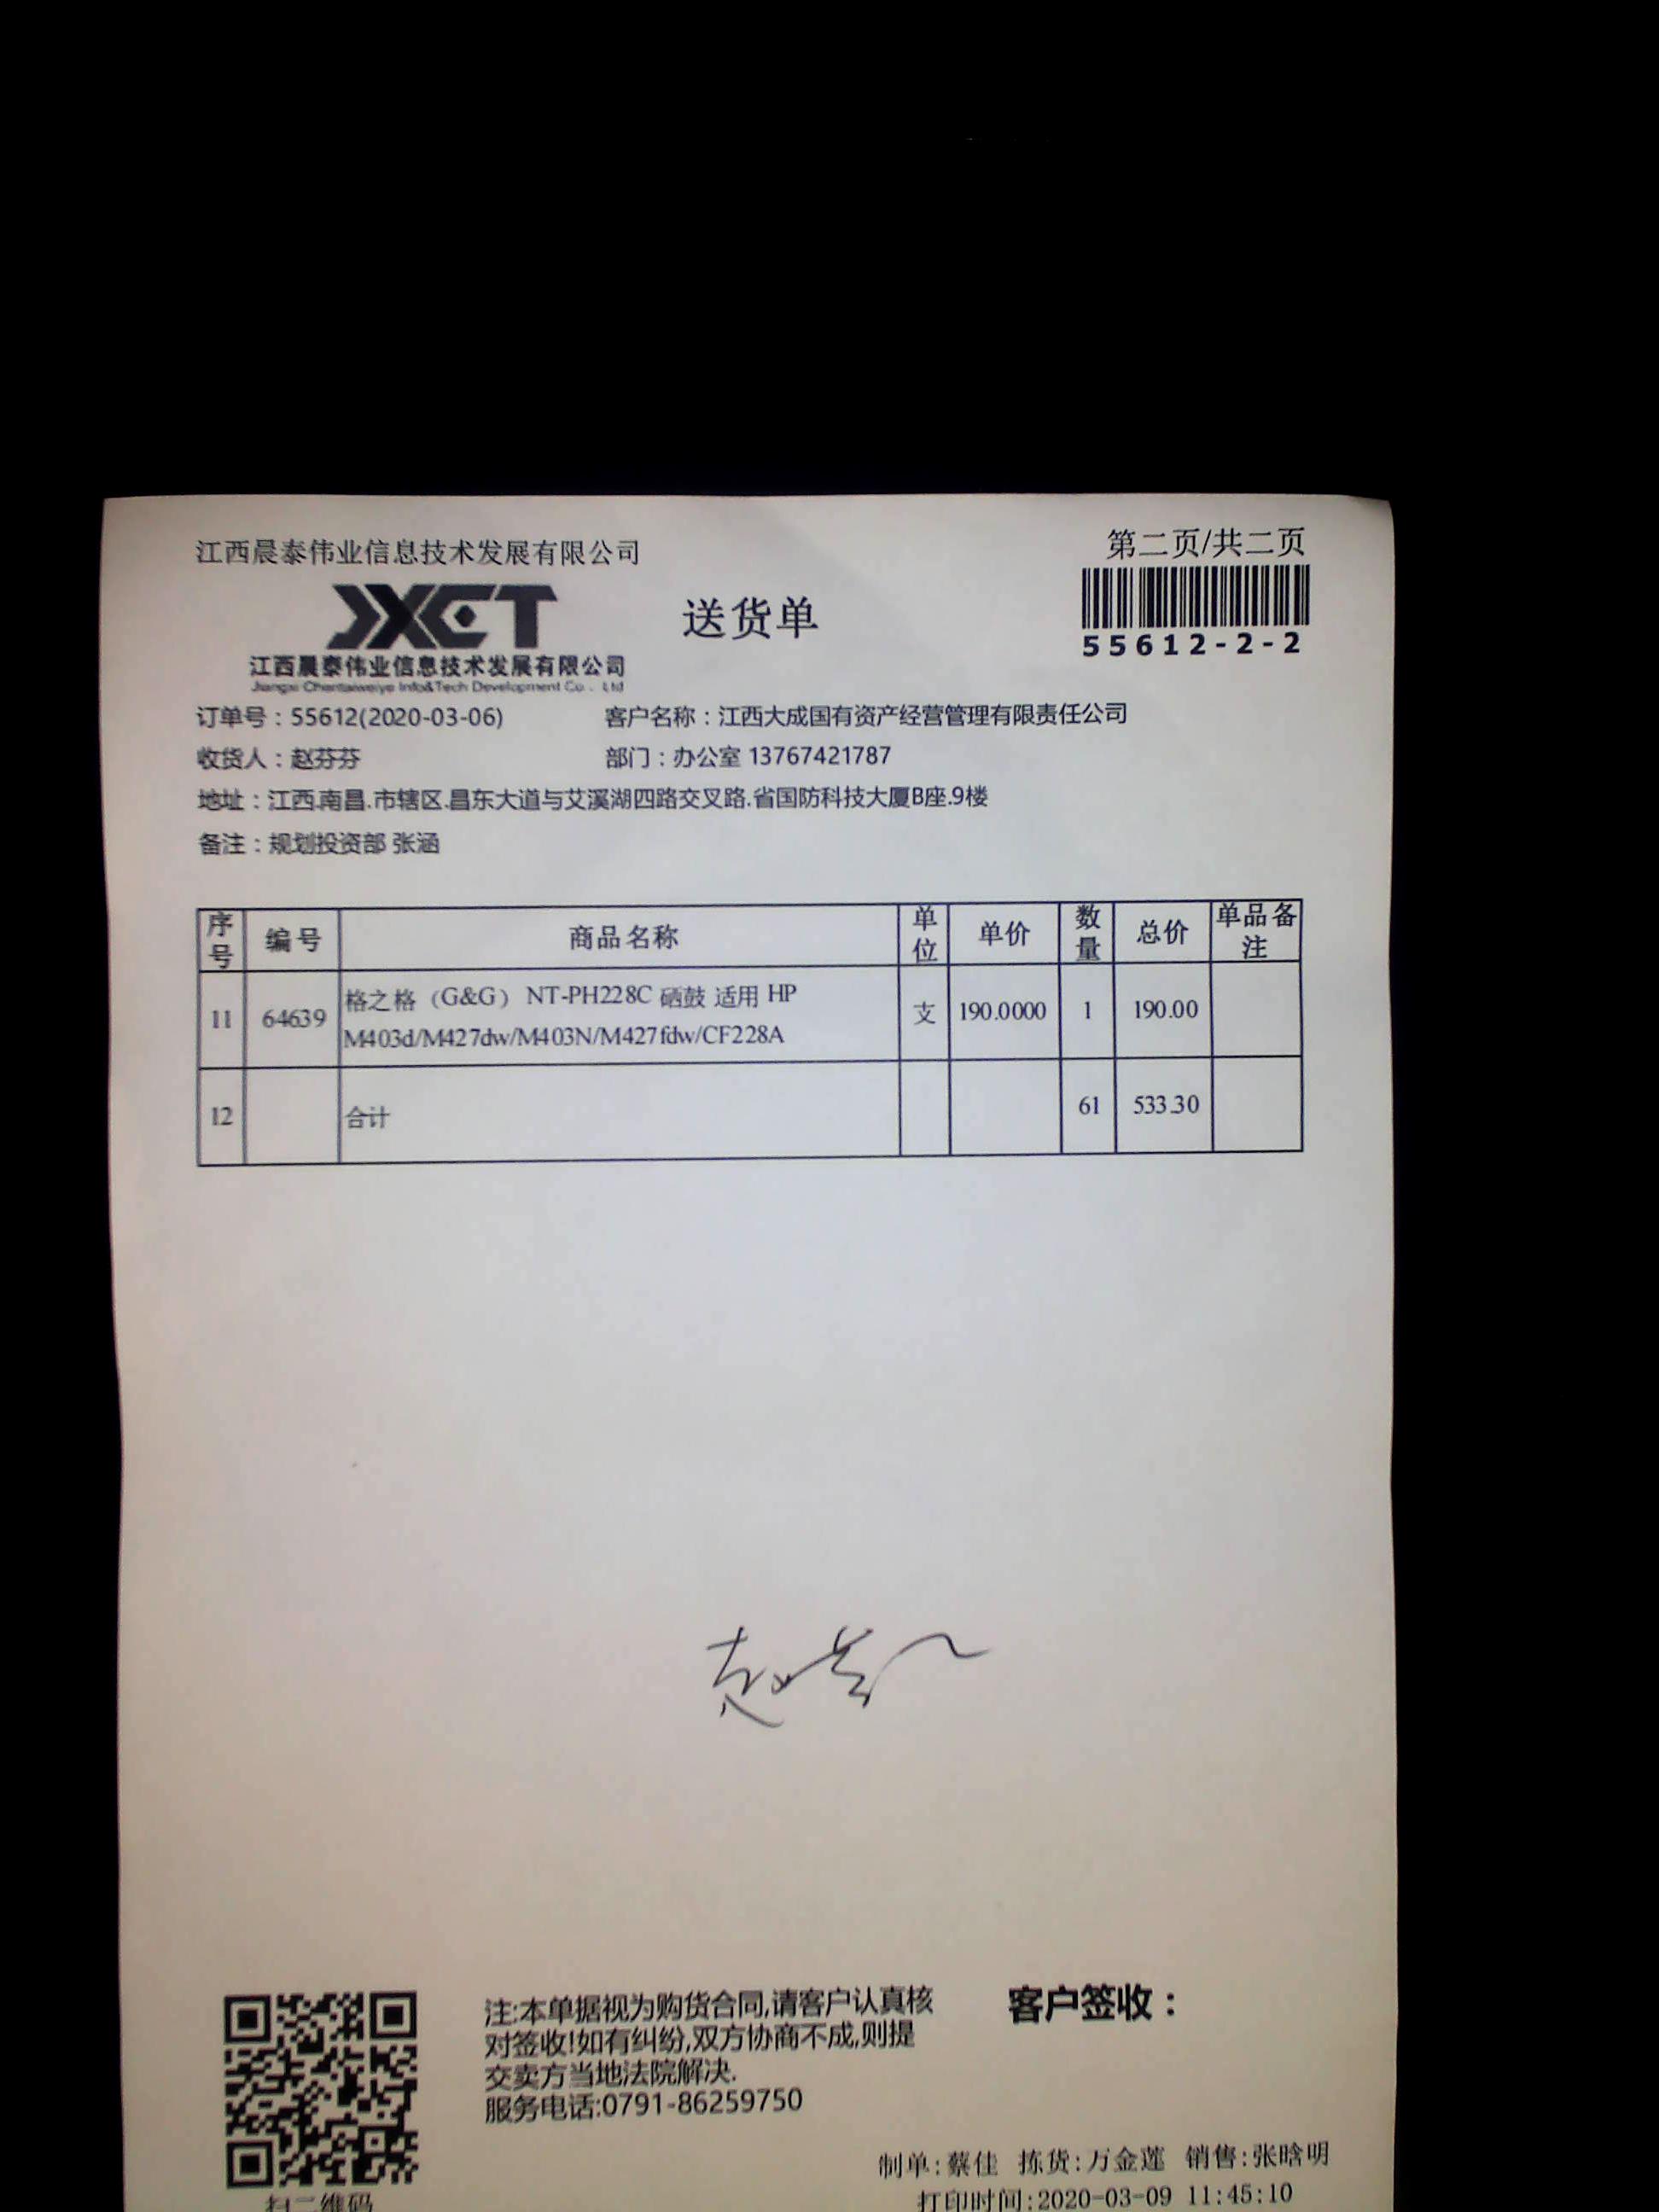 江西晨泰伟业信息技术发展有限公司
第二页/共二页
JXCT
送货单
55612-2-2
江西晨泰伟业信息技术发展有限公司
Jiangxi Chentaiweiye Info&Tech Development Co., Ltd
订单号：55612(2020-03-06) 客户名称：江西大成国有资产经营管理有限责任公司
收货人：赵芬芬 部门：办公室 13767421787
地址：江西.南昌.市辖区.昌东大道与艾溪湖四路交叉路.省国防科技大厦B座.9楼
备注：规划投资部 张涵
序号 编号 商品名称 单位 单价 数量 总价 单品备注
11 64639 格之格（G&G） NT-PH228C 硒鼓 适用 HP M403d/M427dw/M403N/M427fdw/CF228A 支 190.0000 1 190.00
12 合计 61 533.30
注:本单据视为购货合同,请客户认真核
对签收!如有纠纷,双方协商不成,则提
交卖方当地法院解决.
服务电话:0791-86259750
客户签收：
扫二维码
制单:蔡佳 拣货:万金莲 销售:张晗明
打印时间:2020-03-09 11:45:10